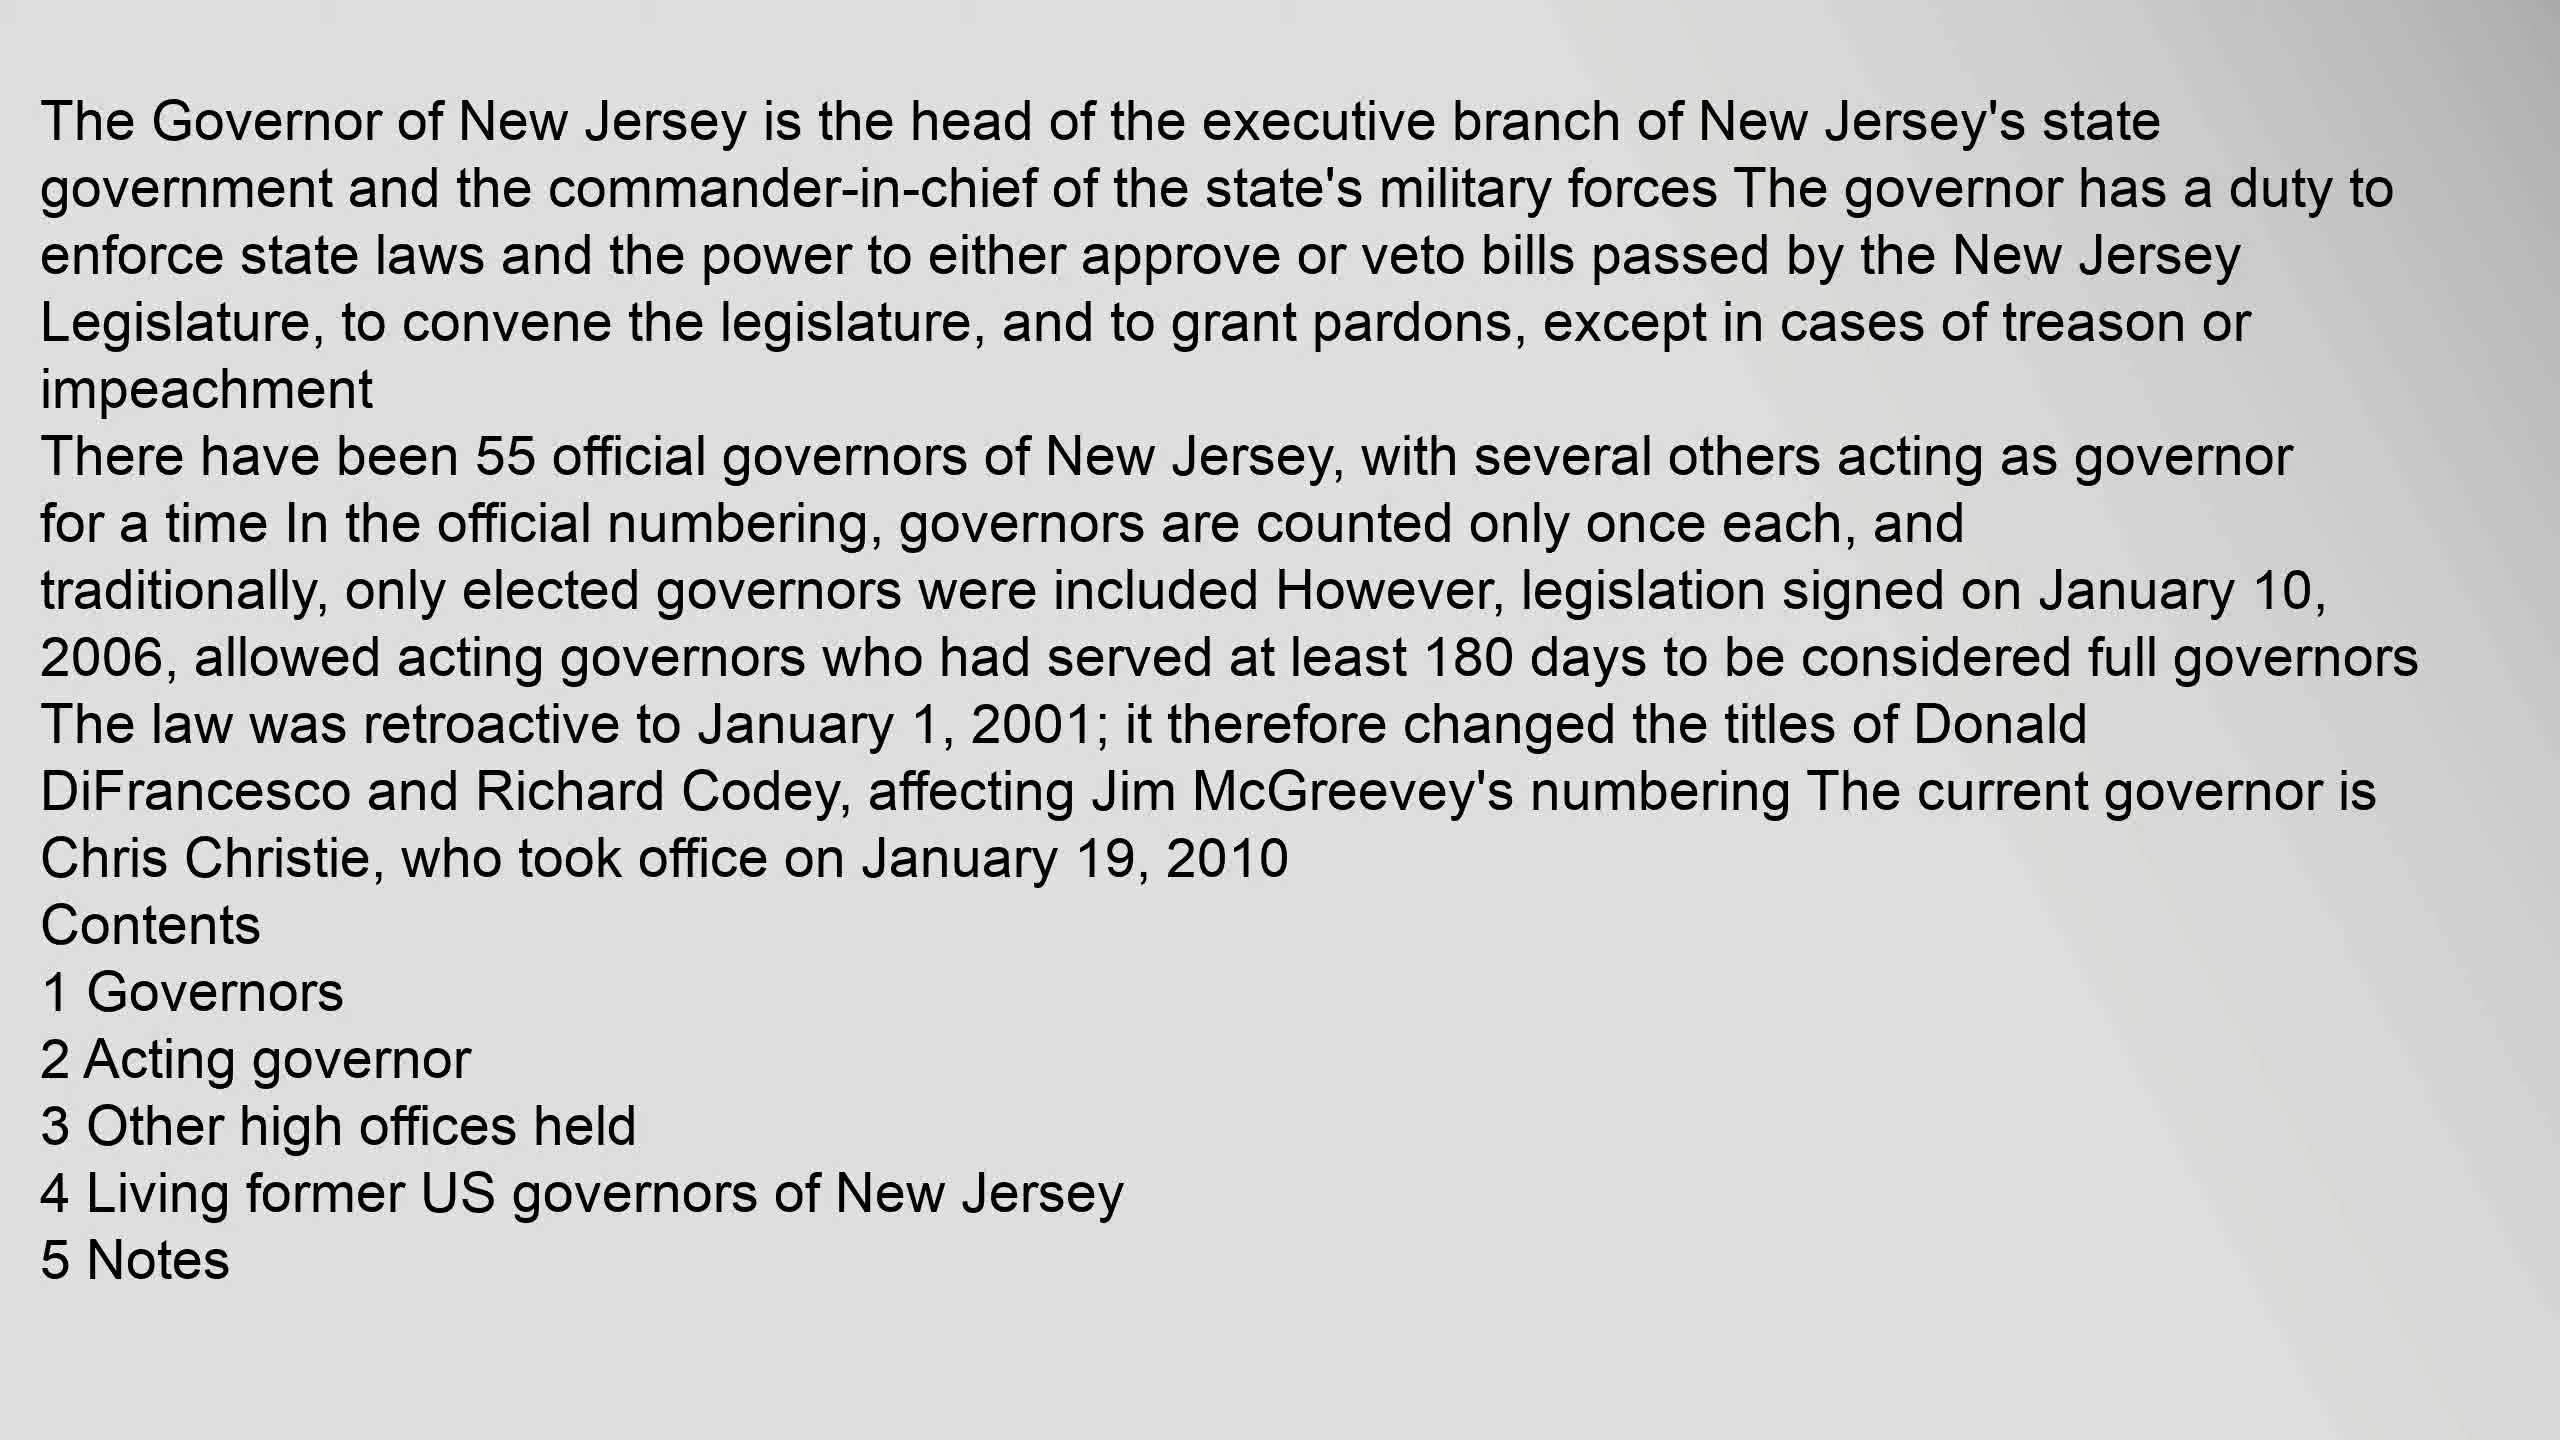 The Governor of New Jersey is the head of the executive branch of New Jersey's state
government and the commander-in-chief of the state's military forces The governor has a duty to
enforce state laws and the power to either approve or veto bills passed by the New Jersey
Legislature, to convene the legislature, and to grant pardons, except in cases of treason or
impeachment
There have been 55 official governors of New Jersey, with several others acting as governor
for a time In the official numbering, governors are counted only once each, and
traditionally, only elected governors were included However, legislation signed on January 10,
2006, allowed acting governors who had served at least 180 days to be considered full governors
The law was retroactive to January 1, 2001; it therefore changed the titles of Donald
DiFrancesco and Richard Codey, affecting Jim McGreevey's numbering The current governor is
Chris Christie, who took office on January 19, 2010
Contents
1 Governors
2 Acting governor
3 Other high offices held
4 Living former US governors of New Jersey
5 Notes